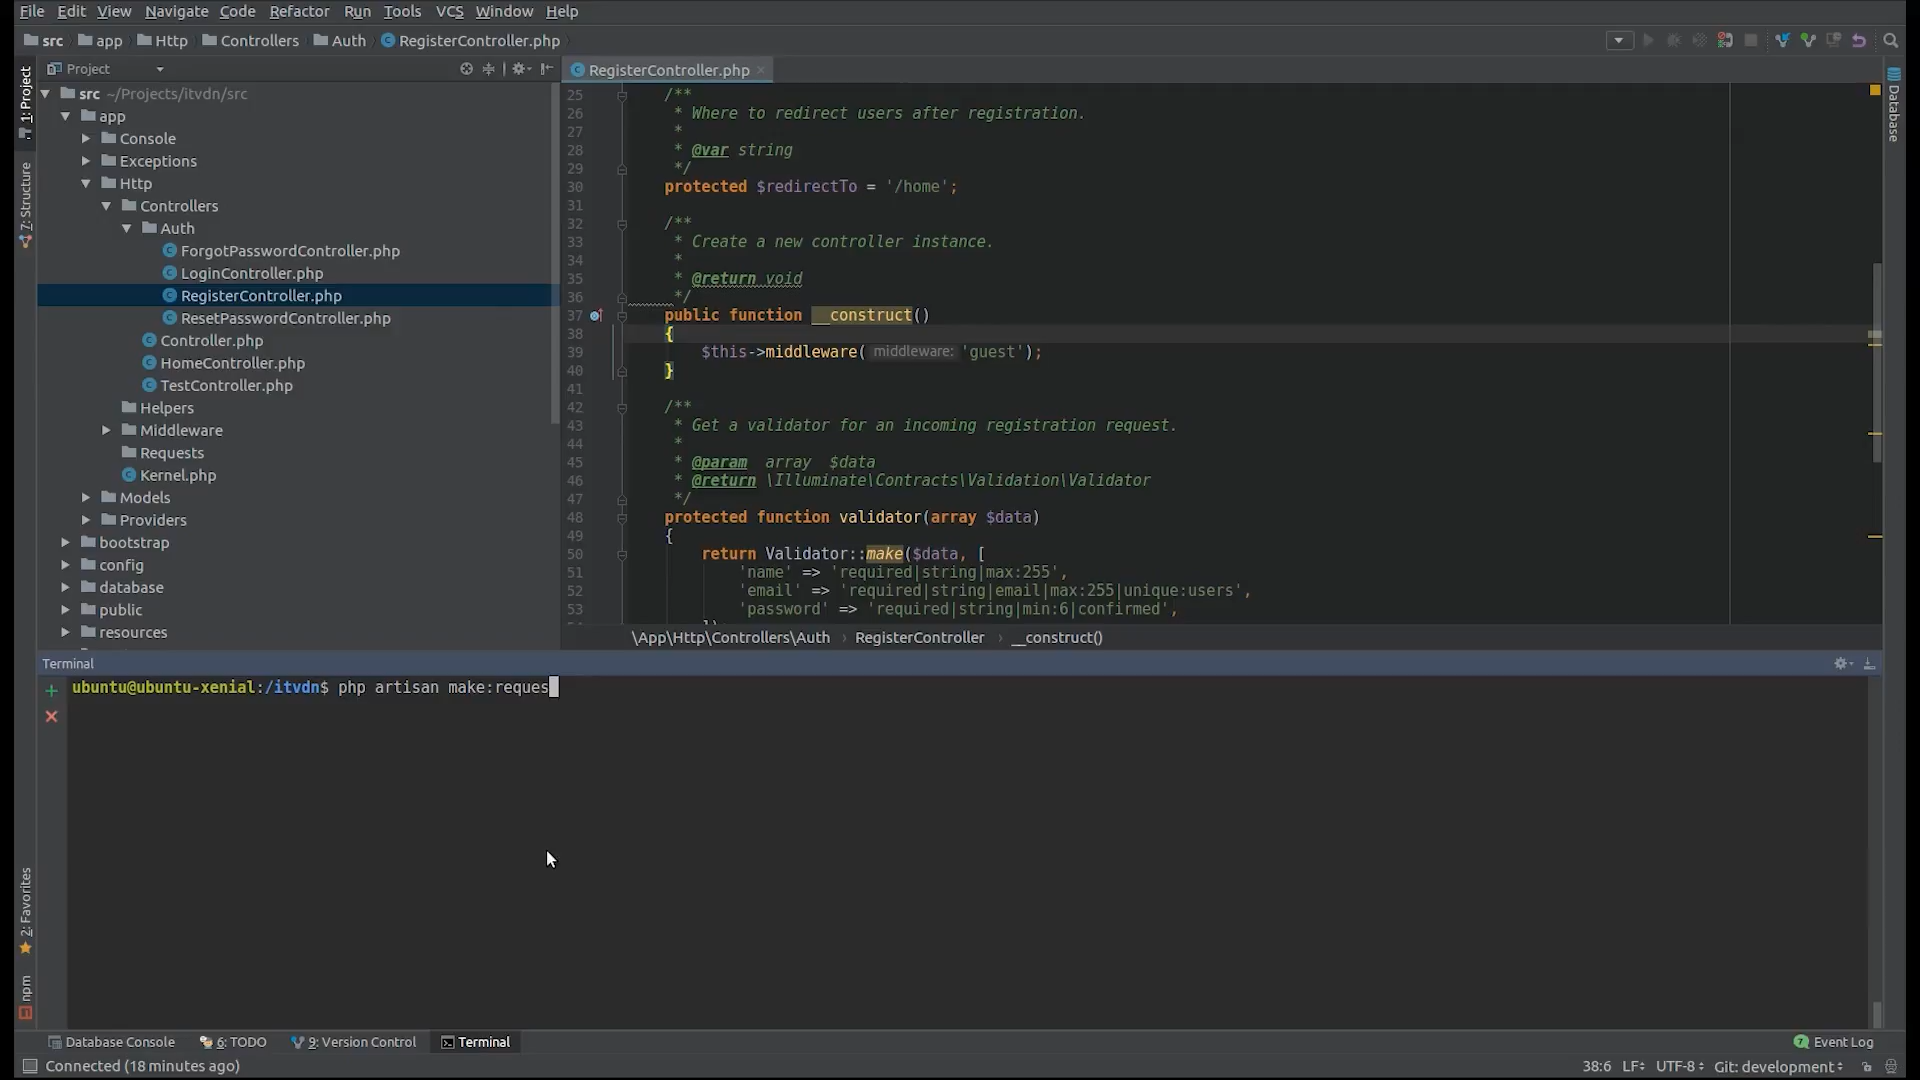 File Edit View Navigate Code Refactor Run Tools VCS Window Help
src app Http Controllers Auth RegisterController.php
Project
RegisterController.php
1: Project
7: Structure
2: Favorites
npm
Database
src ~/Projects/itvdn/src
app
Console
Exceptions
Http
Controllers
Auth
ForgotPasswordController.php
LoginController.php
RegisterController.php
ResetPasswordController.php
Controller.php
HomeController.php
TestController.php
Helpers
Middleware
Requests
Kernel.php
Models
Providers
bootstrap
config
database
public
resources
25 /**
26 * Where to redirect users after registration.
27 *
28 * @var string
29 */
30 protected $redirectTo = '/home';
31
32 /**
33 * Create a new controller instance.
34 *
35 * @return void
36 */
37 public function __construct()
38 {
39 $this->middleware( middleware: 'guest');
40 }
41
42 /**
43 * Get a validator for an incoming registration request.
44 *
45 * @param array $data
46 * @return \Illuminate\Contracts\Validation\Validator
47 */
48 protected function validator(array $data)
49 {
50 return Validator::make($data, [
51 'name' => 'required|string|max:255',
52 'email' => 'required|string|email|max:255|unique:users',
53 'password' => 'required|string|min:6|confirmed',
\App\Http\Controllers\Auth › RegisterController › __construct()
Terminal
ubuntu@ubuntu-xenial:/itvdn$ php artisan make:reques
Database Console 6: TODO 9: Version Control Terminal 7 Event Log
Connected (18 minutes ago) 38:6 LF UTF-8 Git: development